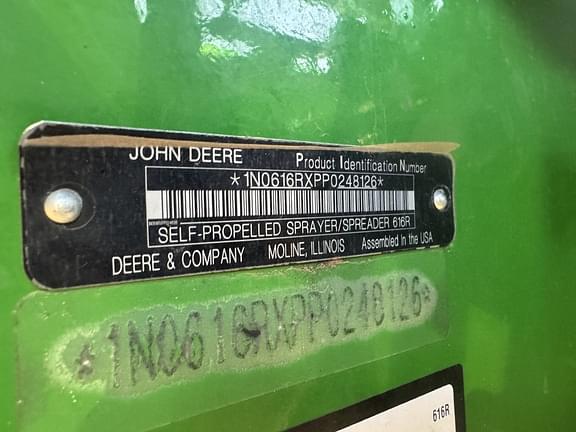 JOHN DEERE Product Identification Number
*1N0616RXPP0248126*
SELF-PROPELLED SPRAYER/SPREADER 616R
DEERE & COMPANY MOLINE, ILLINOIS Assembled in the USA
*1N0616RXPP0248126*
616R